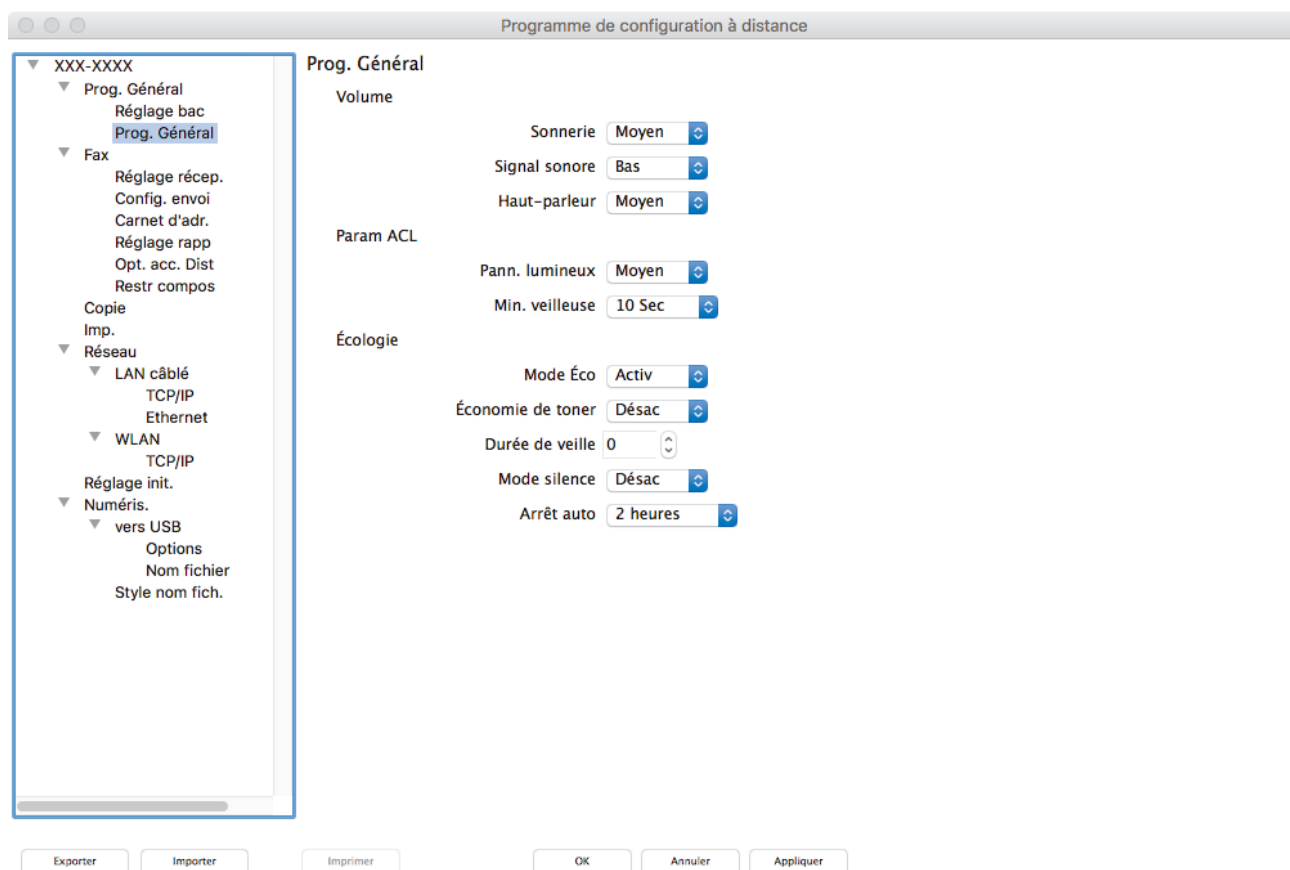 Programme de configuration à distance
XXX-XXXX
Prog. Général
Réglage bac
Prog. Général
Fax
Réglage récep.
Config. envoi
Carnet d'adr.
Réglage rapp
Opt. acc. Dist
Restr compos
Copie
Imp.
Réseau
LAN câblé
TCP/IP
Ethernet
WLAN
TCP/IP
Réglage init.
Numéris.
vers USB
Options
Nom fichier
Style nom fich.
Prog. Général
Volume
Sonnerie Moyen
Signal sonore Bas
Haut-parleur Moyen
Param ACL
Pann. lumineux Moyen
Min. veilleuse 10 Sec
Écologie
Mode Éco Activ
Économie de toner Désac
Durée de veille 0
Mode silence Désac
Arrêt auto 2 heures
Exporter Importer Imprimer OK Annuler Appliquer